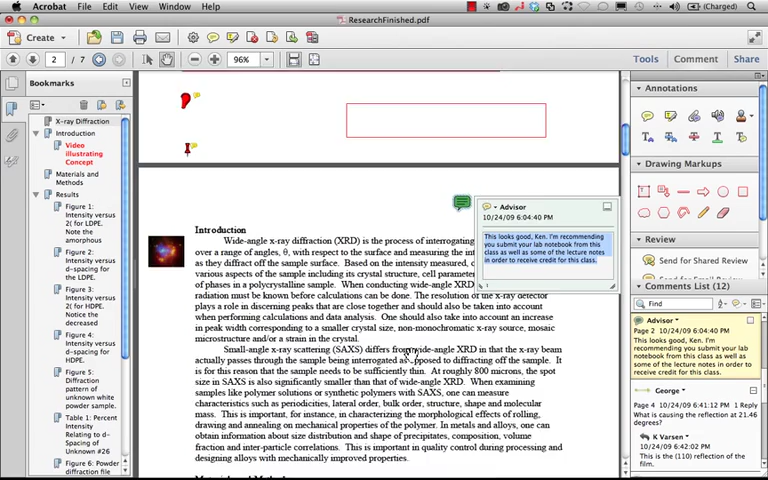 Acrobat File Edit View Window Help (Charged)
ResearchFinished.pdf
Create
2 / 7 96% Tools Comment Share
Bookmarks
X-ray Diffraction
Introduction
Video
illustrating
Concept
Materials and
Methods
Results
Figure 1:
Intensity versus
2( for LDPE.
Note the
amorphous
Figure 2:
Intensity versus
d-spacing for the
LDPE.
Figure 3:
Intensity versus
2( for HDPE.
Notice the
decreased
Figure 4:
Intensity versus
d-spacing for the
HDPE.
Figure 5:
Diffraction
pattern of
unknown white
powder sample.
Table 1: Percent
Intensity
Relating to d-
Spacing of
Unknown #26
Figure 6: Powder
diffraction file
Introduction
Wide-angle x-ray diffraction (XRD) is the process of interrogating
over a range of angles, θ, with respect to the surface and measuring the
as they diffract off the sample surface. Based on the intensity measured,
various aspects of the sample including its crystal structure, cell
of phases in a polycrystalline sample. When conducting wide-angle XRD
radiation must be known before calculations can be done. The resolution of the x-ray detector
plays a role in discerning peaks that are close together and should also be taken into account
when performing calculations and data analysis. One should also take into account an increase
in peak width corresponding to a smaller crystal size, non-monochromatic x-ray source, mosaic
microstructure and/or a strain in the crystal.
Small-angle x-ray scattering (SAXS) differs from wide-angle XRD in that the x-ray beam
actually passes through the sample being interrogated as opposed to diffracting off the sample. It
is for this reason that the sample needs to be sufficiently thin. At roughly 800 microns, the spot
size in SAXS is also significantly smaller than that of wide-angle XRD. When examining
samples like polymer solutions or synthetic polymers with SAXS, one can measure
characteristics such as periodicities, lateral order, bulk order, structure, shape and molecular
mass. This is important, for instance, in characterizing the morphological effects of rolling,
drawing and annealing on mechanical properties of the polymer. In metals and alloys, one can
obtain information about size distribution and shape of precipitates, composition, volume
fraction and inter-particle correlations. This is important in quality control during processing and
designing alloys with mechanically improved properties.
Advisor
10/24/09 6:04:40 PM
This looks good, Ken. I'm recommending
you submit your lab notebook from this
class as well as some of the lecture notes
in order to receive credit for this class.
Annotations
Drawing Markups
Review
Send for Shared Review
Send for Email Review
Comments List (12)
Find
Advisor
Page 2 10/24/09 6:04:40 PM
This looks good, Ken. I'm
recommending you submit your
lab notebook from this class as
well as some of the lecture
notes in order to receive credit
for this class.
George
Page 4 10/24/09 6:41:12 PM 1 Reply
What is causing the reflection at 21.46
degrees?
K Varsen
10/24/09 6:42:02 PM
This is the (110) reflection of the
film.